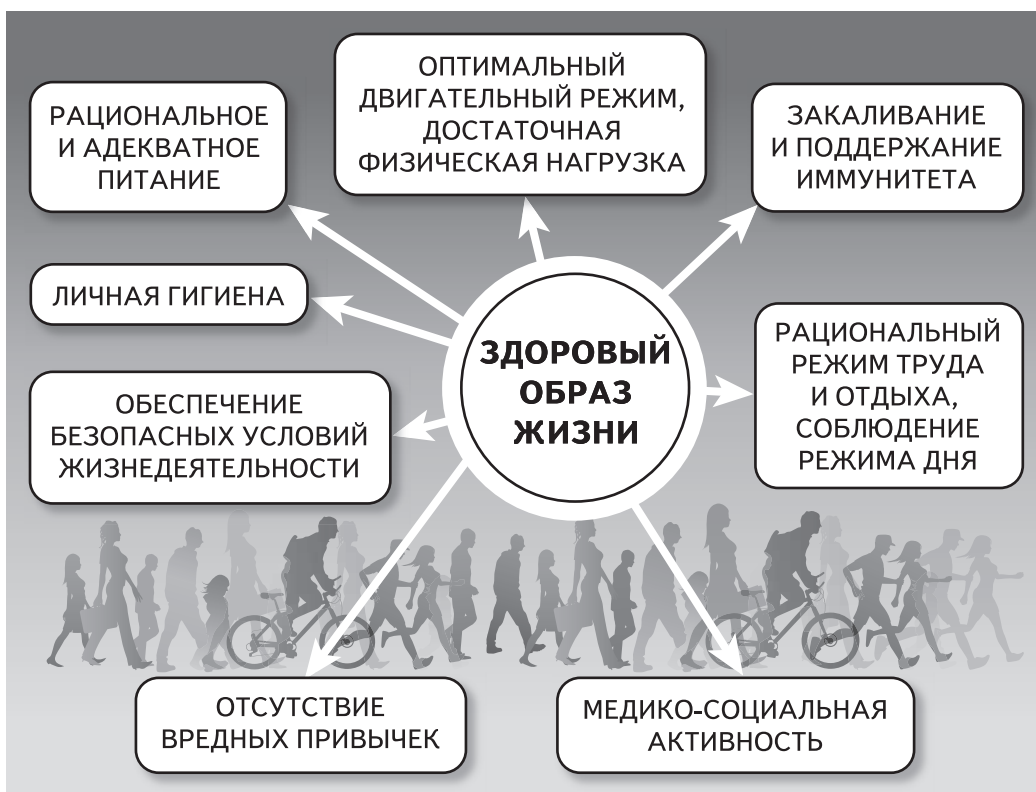 ОПТИМАЛЬНЫЙ
ДВИГАТЕЛЬНЫЙ РЕЖИМ,
ДОСТАТОЧНАЯ
ФИЗИЧЕСКАЯ НАГРУЗКА
РАЦИОНАЛЬНОЕ
И АДЕКВАТНОЕ
ПИТАНИЕ
ЗАКАЛИВАНИЕ
И ПОДДЕРЖАНИЕ
ИММУНИТЕТА
ЛИЧНАЯ ГИГИЕНА
ЗДОРОВЫЙ
ОБРАЗ
ЖИЗНИ
РАЦИОНАЛЬНЫЙ
РЕЖИМ ТРУДА
И ОТДЫХА,
СОБЛЮДЕНИЕ
РЕЖИМА ДНЯ
ОБЕСПЕЧЕНИЕ
БЕЗОПАСНЫХ УСЛОВИЙ
ЖИЗНЕДЕЯТЕЛЬНОСТИ
ОТСУТСТВИЕ
ВРЕДНЫХ ПРИВЫЧЕК
МЕДИКО-СОЦИАЛЬНАЯ
АКТИВНОСТЬ